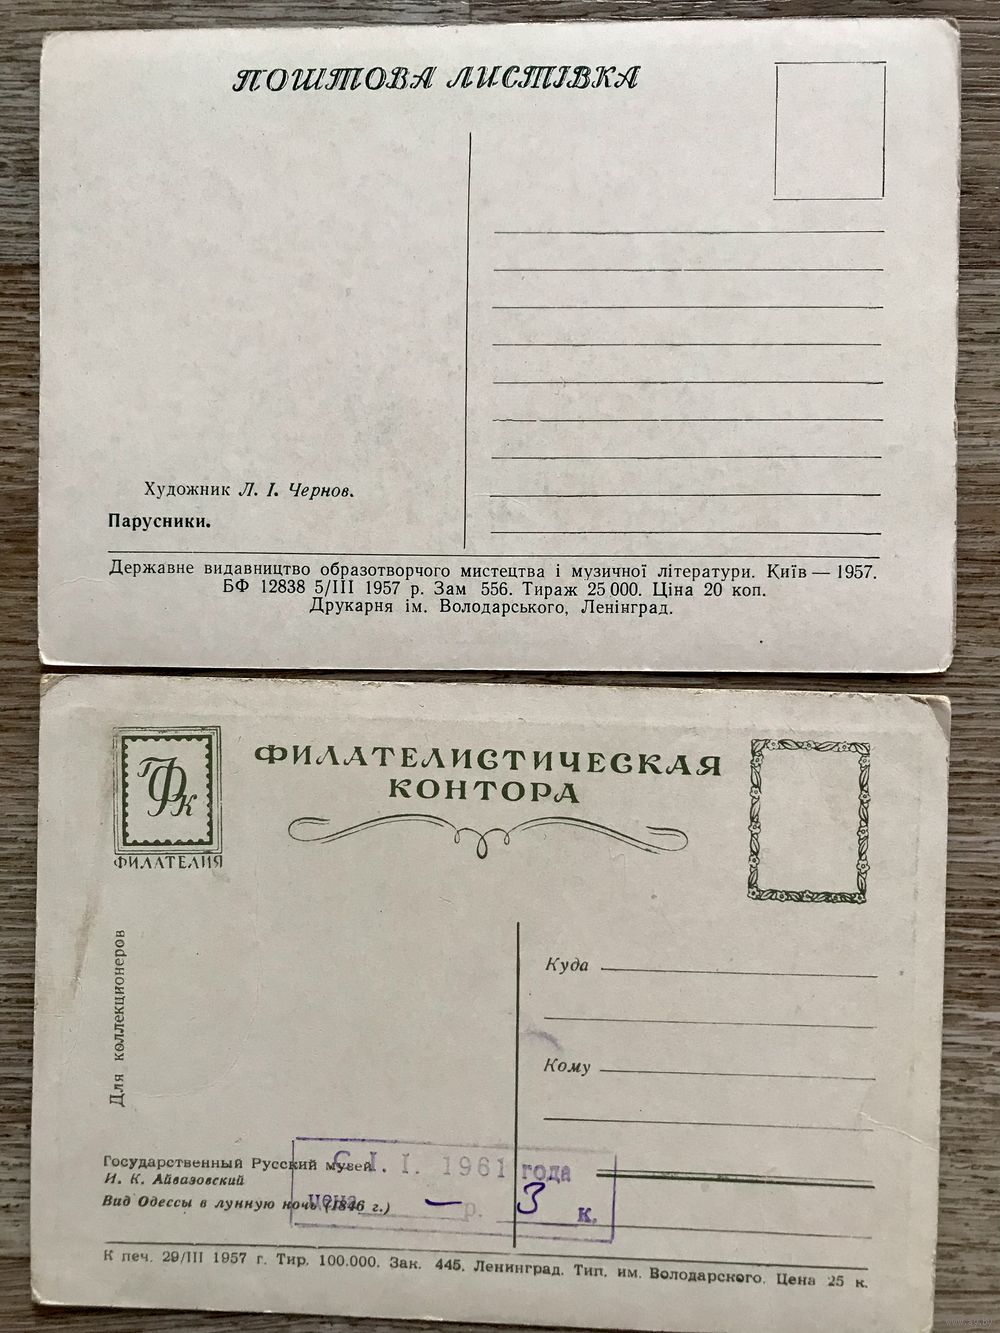 ПОШТОВА ЛИСТІВКА
Художник Л. І. Чернов.
Парусники.
Державне видавництво образотворчого мистецтва і музичної літератури. Київ — 1957.
БФ 12838 5/III 1957 р. Зам 556. Тираж 25 000. Ціна 20 коп.
Друкарня ім. Володарського, Ленінград.
ФК
ФИЛАТЕЛИЯ
ФИЛАТЕЛИСТИЧЕСКАЯ
КОНТОРА
Для коллекционеров
Куда
Кому
Государственный Русский музей
И. К. Айвазовский
Вид Одессы в лунную ночь (1846 г.)
С I. I. 1961 года
цена — р. 3 к.
К печ. 29/III 1957 г. Тир. 100.000. Зак. 445. Ленинград. Тип. им. Володарского. Цена 25 к.
www.ay.by